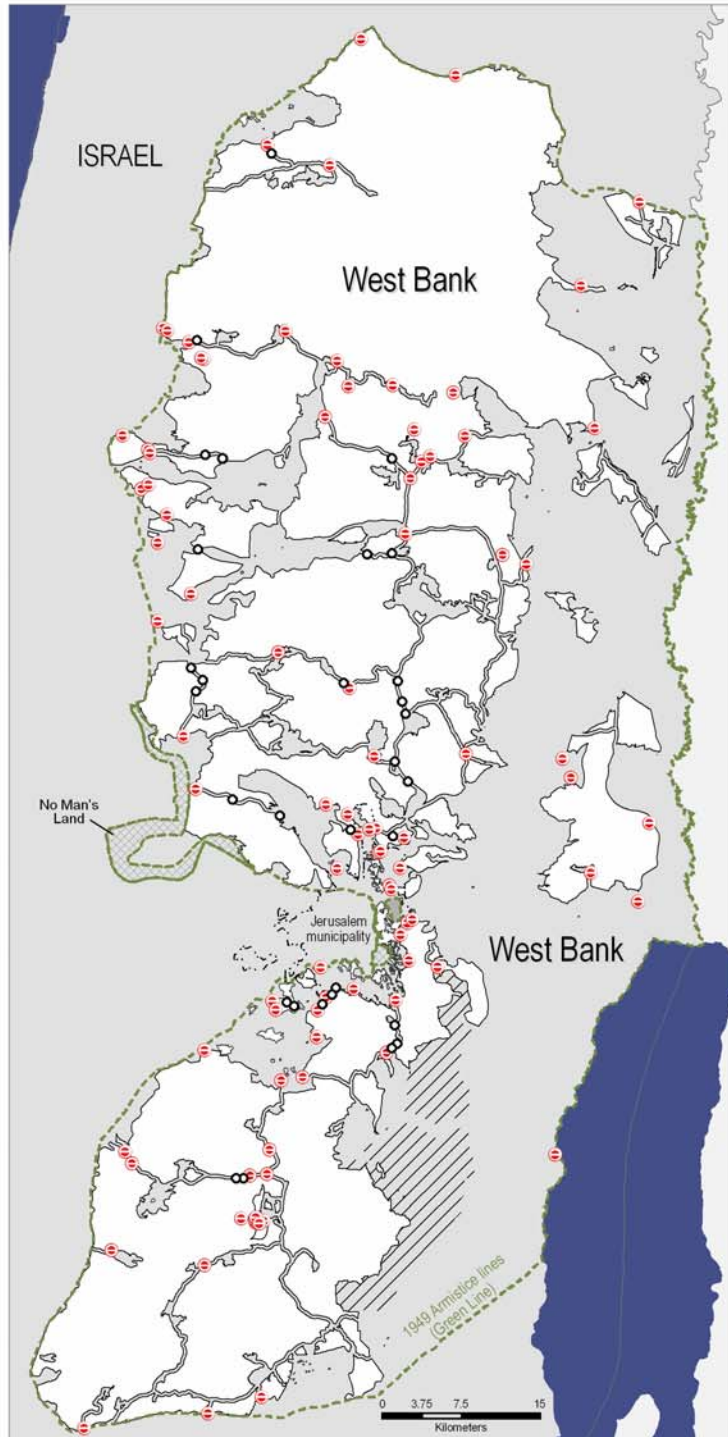 ISRAEL
West Bank
No Man's
Land
Jerusalem
municipality
West Bank
1949 Armistice lines
(Green Line)
0 3.75 7.5 15
Kilometers